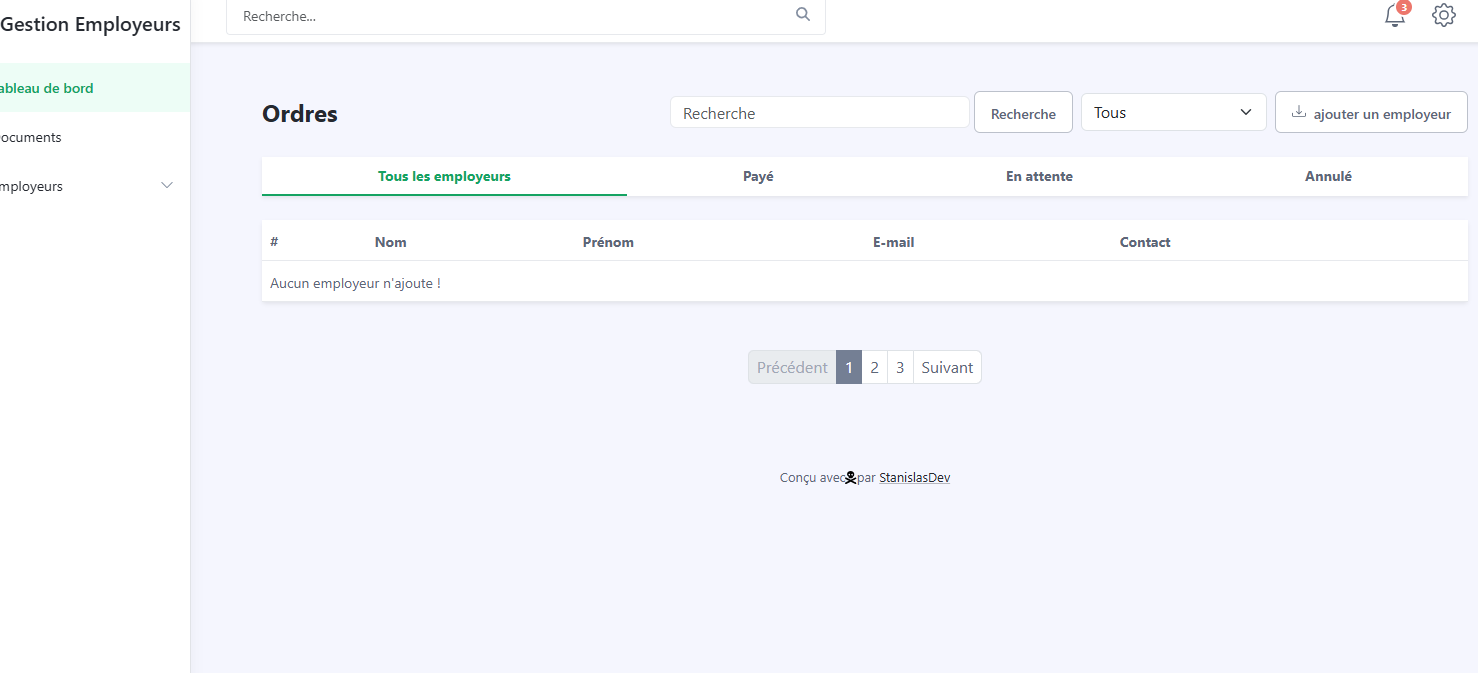 Gestion Employeurs
Recherche...
3
ableau de bord
ocuments
mployeurs
Ordres
Recherche
Recherche
Tous
ajouter un employeur
Tous les employeurs
Payé
En attente
Annulé
# Nom Prénom E-mail Contact
Aucun employeur n'ajoute !
Précédent 1 2 3 Suivant
Conçu avec par StanislasDev